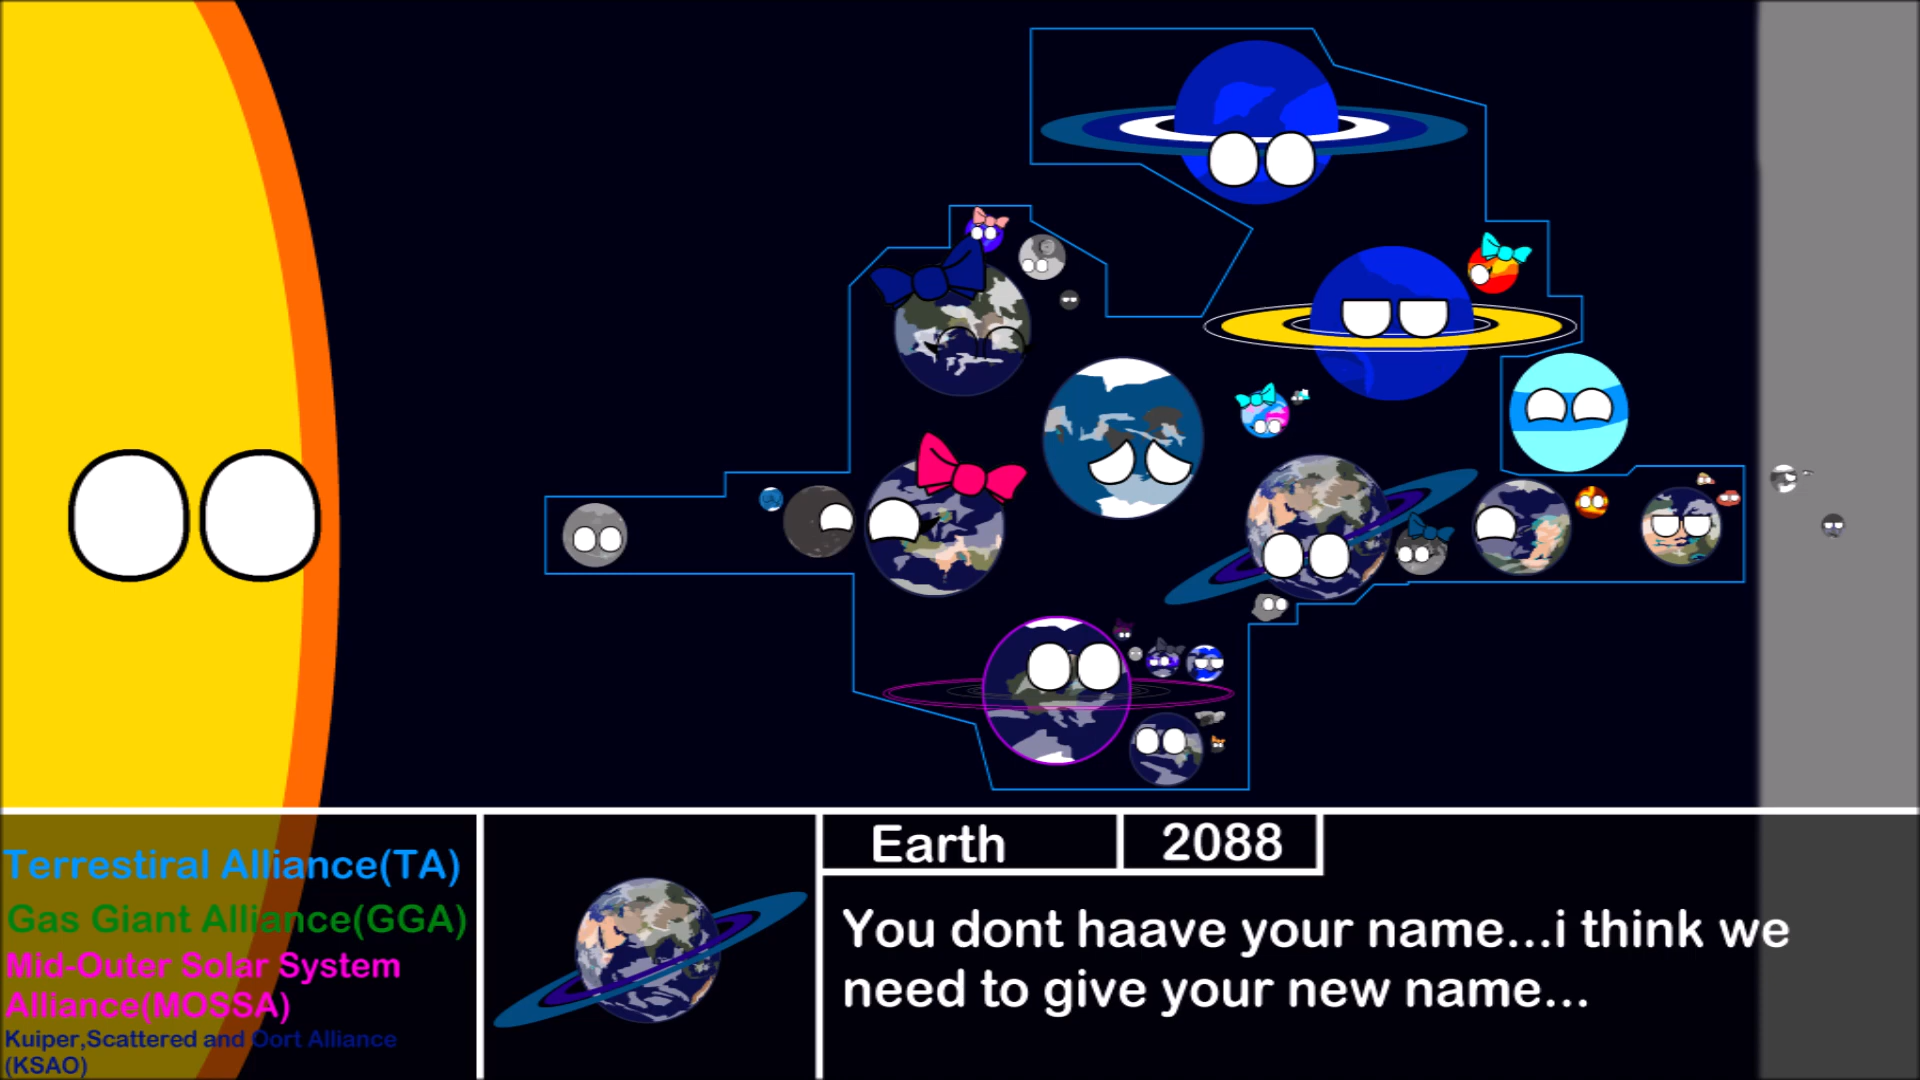 Terrestiral Alliance(TA)
Gas Giant Alliance(GGA)
Mid-Outer Solar System
Alliance(MOSSA)
Kuiper,Scattered and Oort Alliance
(KSAO)
Earth
2088
You dont haave your name...i think we
need to give your new name...